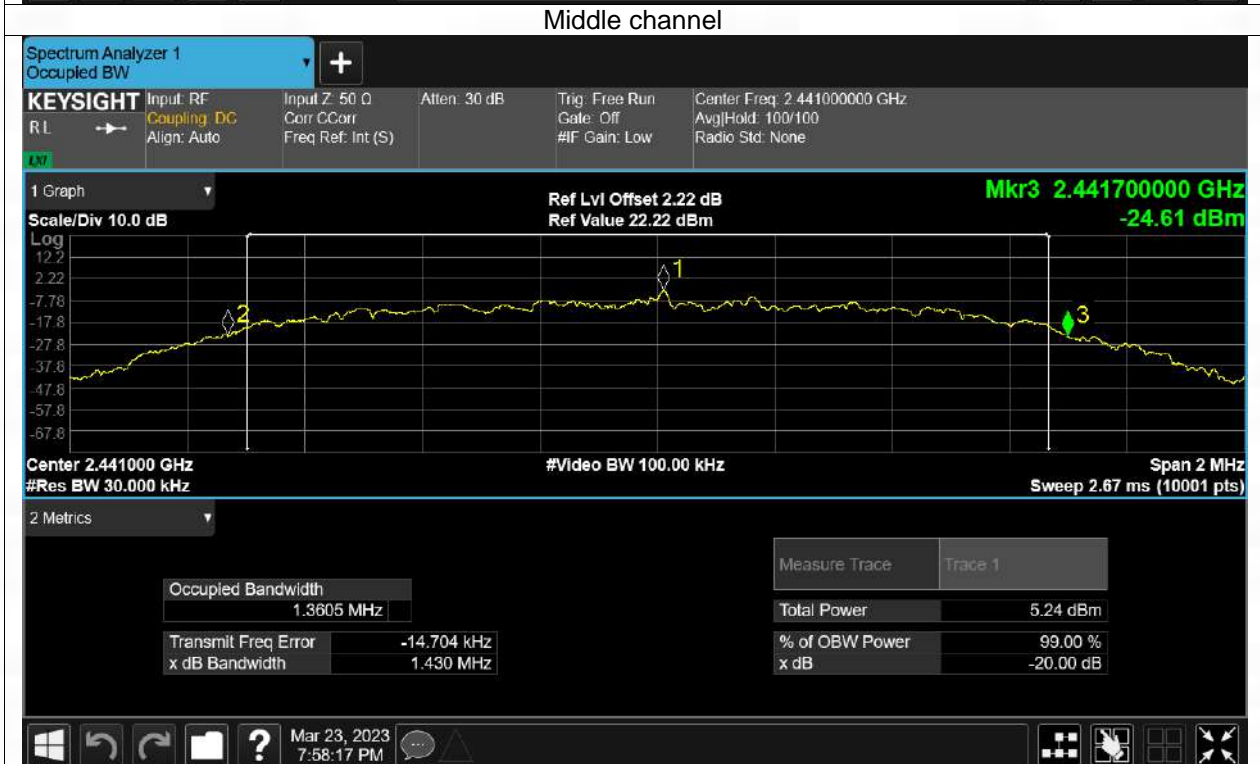 Middle channel
Spectrum Analyzer 1
Occupied BW
+
KEYSIGHT Input: RF Input Z: 50 Ω Atten: 30 dB Trig: Free Run Center Freq: 2.441000000 GHz
RL Coupling: DC Corr CCorr Gate: Off Avg|Hold: 100/100
Align: Auto Freq Ref: Int (S) #IF Gain: Low Radio Std: None
LXI
1 Graph Ref Lvl Offset 2.22 dB Mkr3 2.441700000 GHz
Scale/Div 10.0 dB Ref Value 22.22 dBm -24.61 dBm
Log
12.2
2.22 1
-7.78
-17.8 2 3
-27.8
-37.8
-47.8
-57.8
-67.8
Center 2.441000 GHz #Video BW 100.00 kHz Span 2 MHz
#Res BW 30.000 kHz Sweep 2.67 ms (10001 pts)
2 Metrics
Measure Trace Trace 1
Occupied Bandwidth
1.3605 MHz Total Power 5.24 dBm
Transmit Freq Error -14.704 kHz % of OBW Power 99.00 %
x dB Bandwidth 1.430 MHz x dB -20.00 dB
? Mar 23, 2023
7:58:17 PM